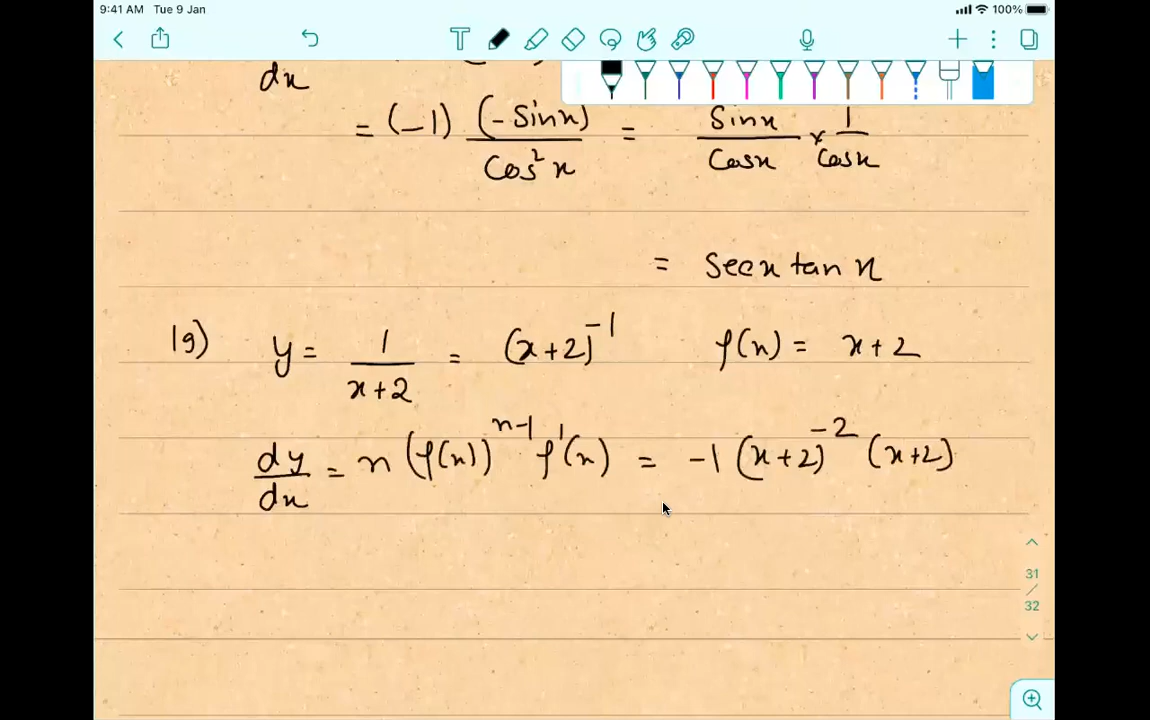 9:41 AM Tue 9 Jan
100%
T
dx
= (-1) (-Sinx)/Cos²x = Sinx/Cosx × 1/Cosx
= Secx tan x
19) y = 1/(x+2) = (x+2)⁻¹ f(x) = x+2
dy/dx = n (f(x))ⁿ⁻¹ f'(x) = -1 (x+2)⁻² (x+2)
31
/
32